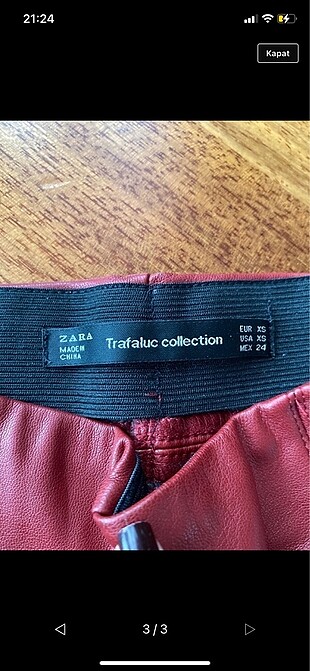 21:24
Kapat
ZARA
MADE IN
CHINA
Trafaluc collection
EUR XS
USA XS
MEX 24
3/3